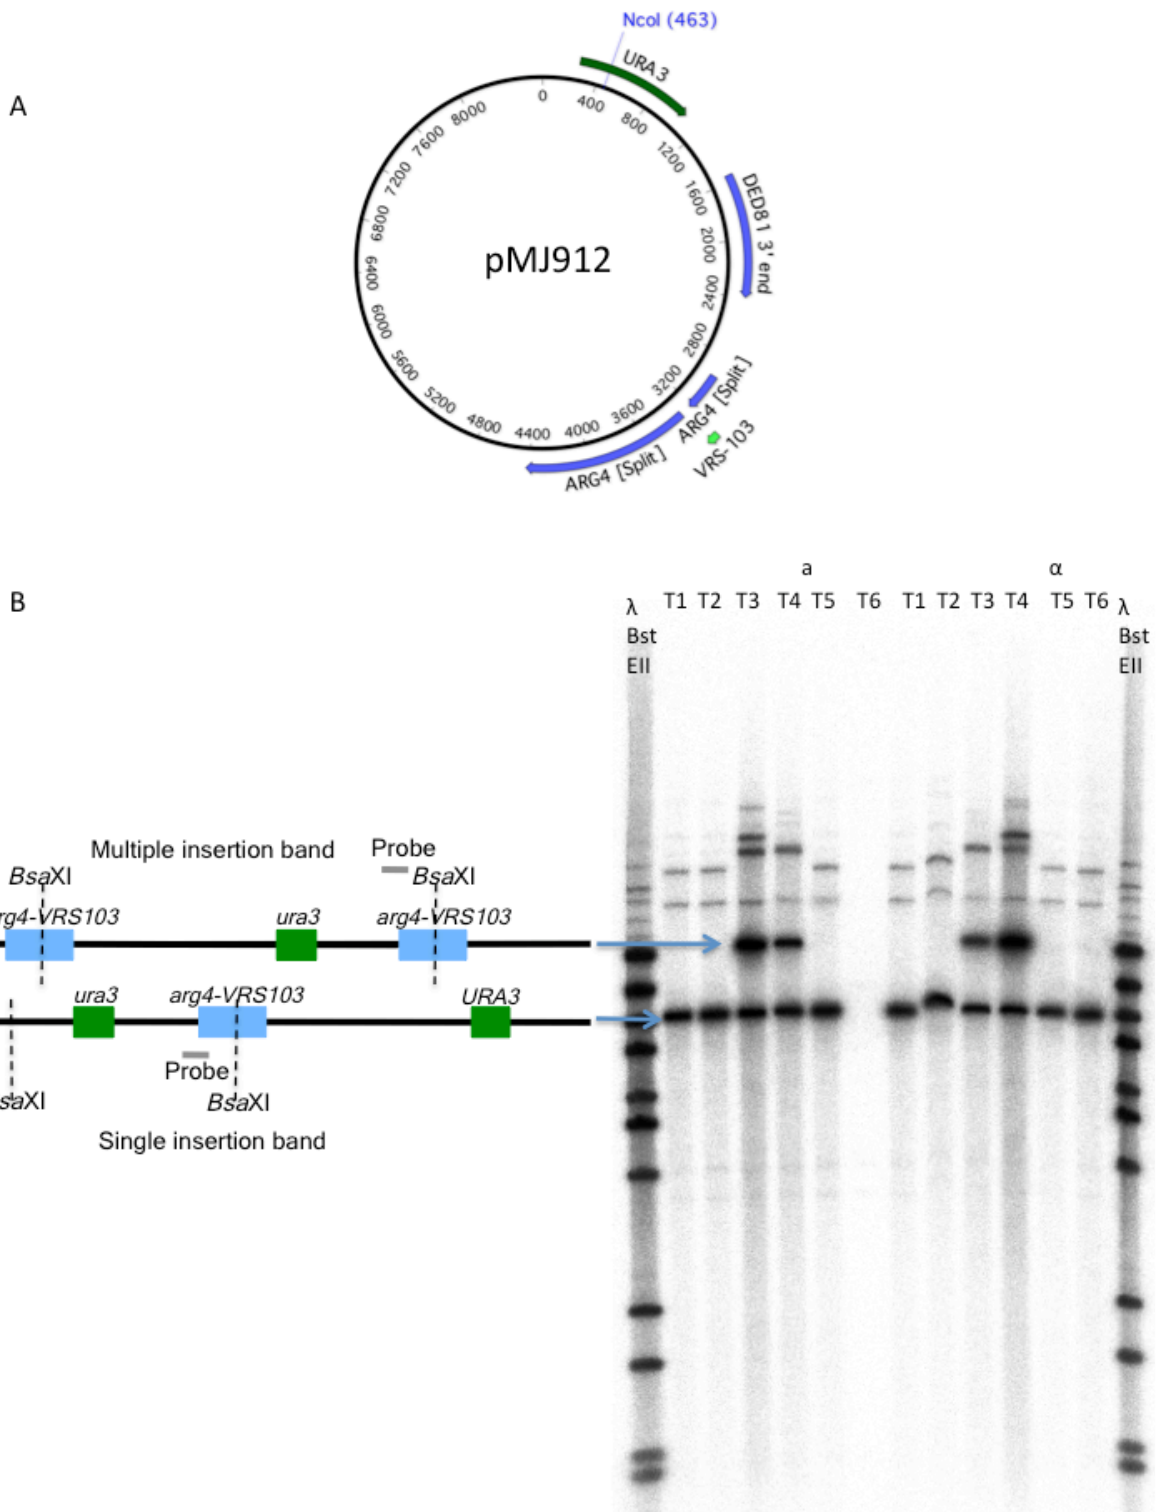 A
NcoI (463)
URA3
0
400
800
1200
1600
2000
2400
2800
3200
3600
4000
4400
4800
5200
5600
6000
6400
6800
7200
7600
8000
pMJ912
DED81 3' end
ARG4 [Split]
VRS-103
ARG4 [Split]
B
a
α
λ T1 T2 T3 T4 T5 T6 T1 T2 T3 T4 T5 T6 λ
Bst Bst
EII EII
Multiple insertion band Probe
BsaXI BsaXI
rg4-VRS103 ura3 arg4-VRS103
ura3 arg4-VRS103 URA3
Probe
saXI BsaXI
Single insertion band